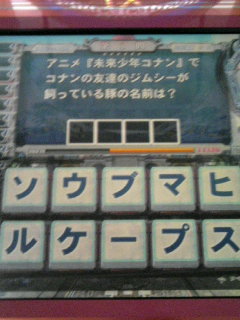 アニメ『未来少年コナン』で
コナンの友達のジムシーが
飼っている豚の名前は？
ソウブマヒ
ルケープス